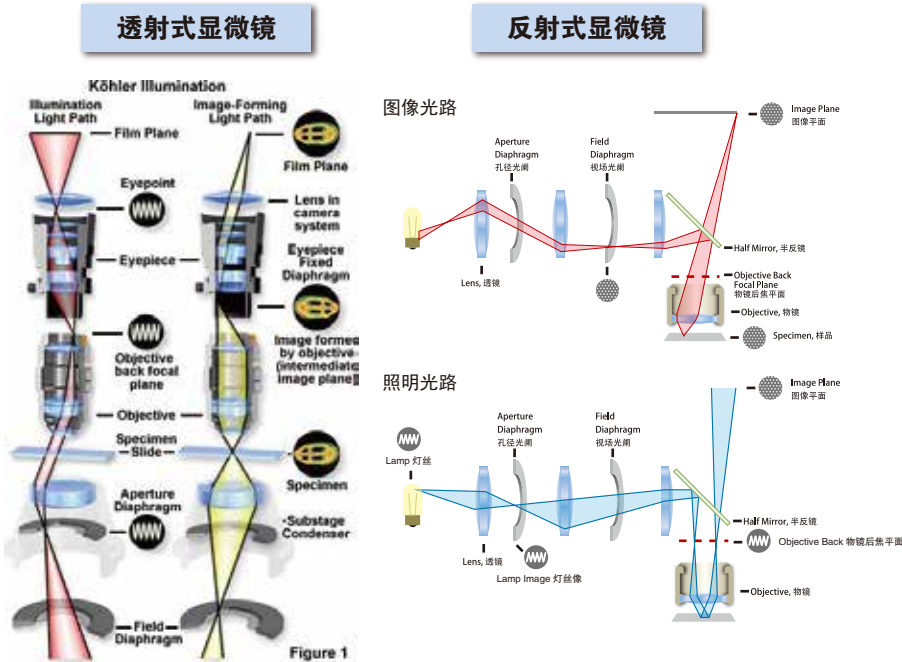 透射式显微镜
反射式显微镜
Köhler Illumination
Illumination
Light Path
Image-Forming
Light Path
Film Plane
Film Plane
Eyepoint
Lens in
camera
system
Eyepiece
Eyepiece
Fixed
Diaphragm
Objective
back focal
plane
Image formed
by objective
(intermediate
image plane)
Objective
Specimen
Slide
Specimen
Aperture
Diaphragm
Substage
Condenser
Field
Diaphragm
Figure 1
图像光路
Image Plane
图像平面
Aperture
Diaphragm
孔径光阑
Field
Diaphragm
视场光阑
Half Mirror, 半反镜
Lens, 透镜
Objective Back
Focal Plane
物镜后焦平面
Objective, 物镜
Specimen, 样品
照明光路
Image Plane
图像平面
Aperture
Diaphragm
孔径光阑
Field
Diaphragm
视场光阑
Lamp 灯丝
Half Mirror, 半反镜
Objective Back 物镜后焦平面
Lens, 透镜
Lamp Image 灯丝像
Objective, 物镜